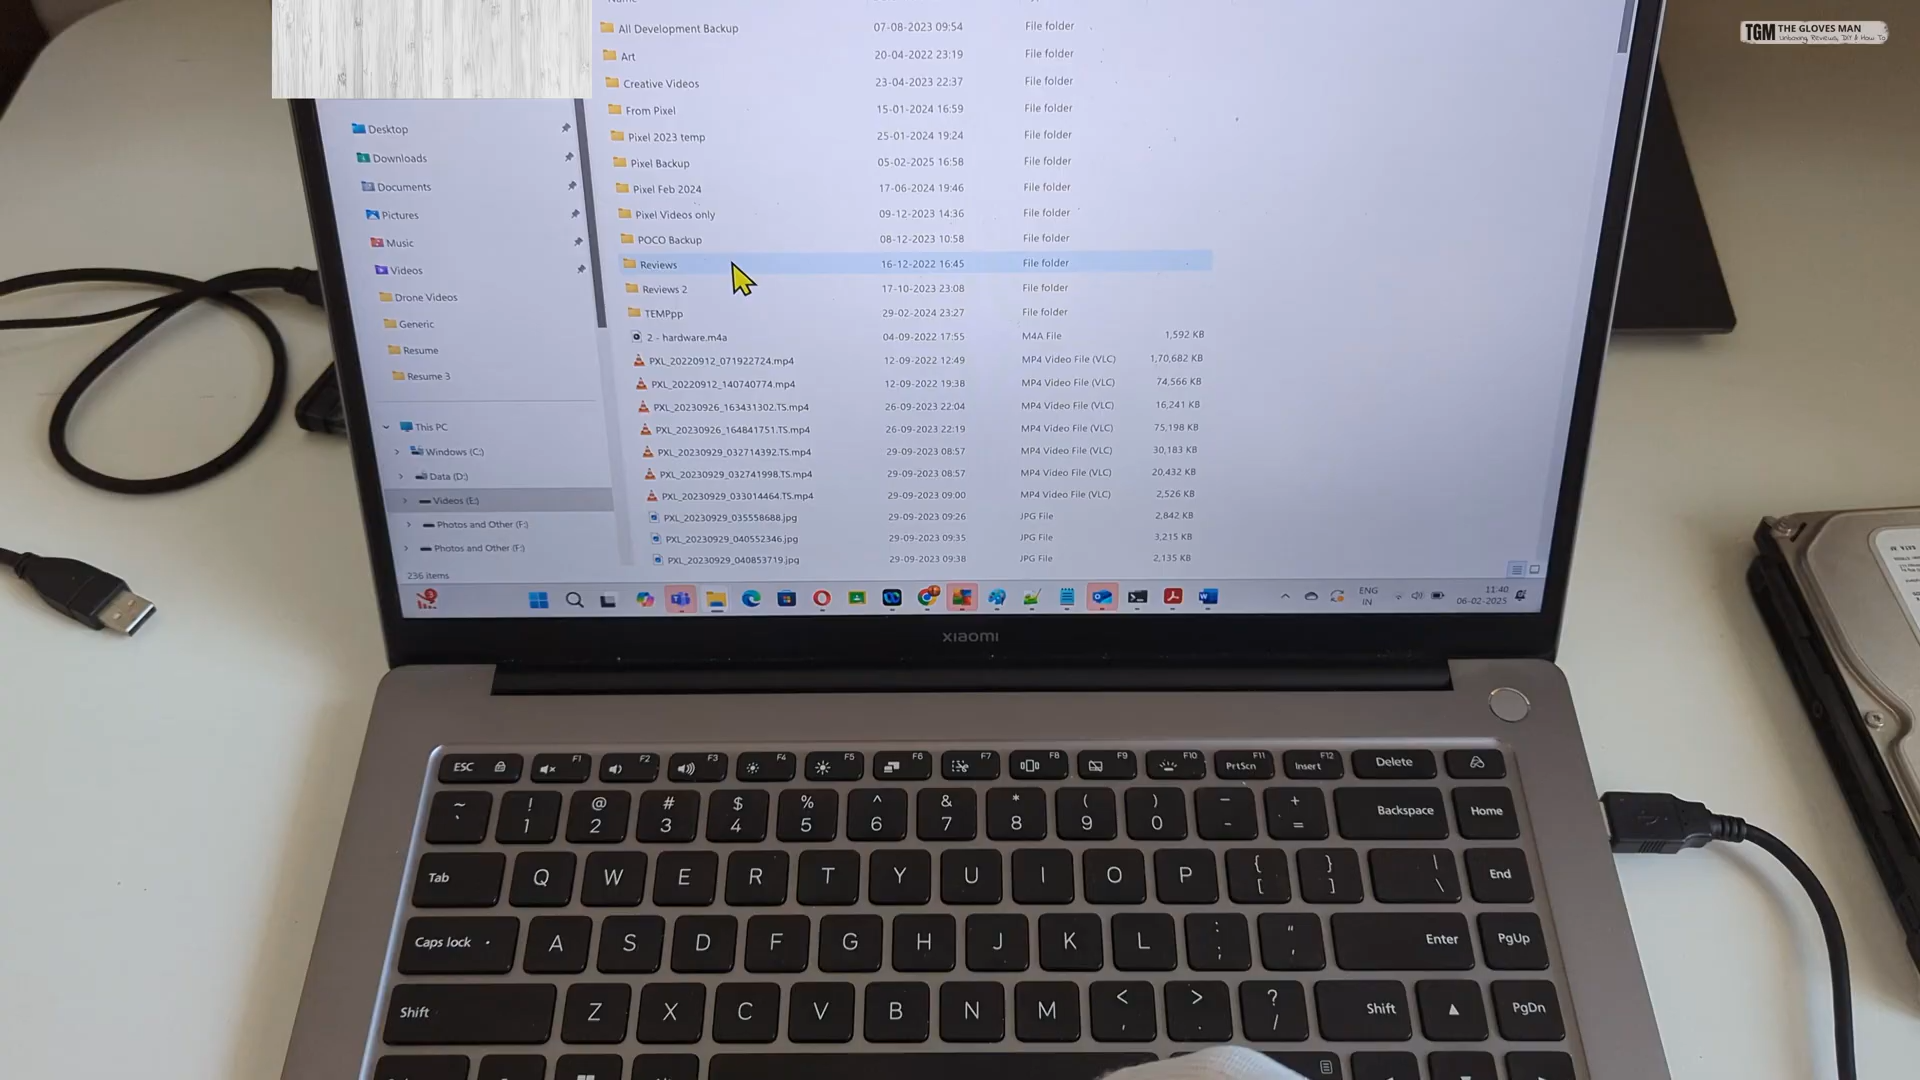 TGM THE GLOVES MAN
Unboxing, Reviews, DIY & How To
All Development Backup 07-08-2023 09:54 File folder
Art 20-04-2022 23:19 File folder
Creative Videos 23-04-2023 22:37 File folder
From Pixel 15-01-2024 16:59 File folder
Pixel 2023 temp 25-01-2024 19:24 File folder
Pixel Backup 05-02-2025 16:58 File folder
Pixel Feb 2024 17-06-2024 19:46 File folder
Pixel Videos only 09-12-2023 14:36 File folder
POCO Backup 08-12-2023 10:58 File folder
Reviews 16-12-2022 16:45 File folder
Reviews 2 17-10-2023 23:08 File folder
TEMPpp 29-02-2024 23:27 File folder
2 - hardware.m4a 04-09-2022 17:55 M4A File 1,592 KB
PXL_20220912_071922724.mp4 12-09-2022 12:49 MP4 Video File (VLC) 1,70,682 KB
PXL_20220912_140740774.mp4 12-09-2022 19:38 MP4 Video File (VLC) 74,566 KB
PXL_20230926_163431302.TS.mp4 26-09-2023 22:04 MP4 Video File (VLC) 16,241 KB
PXL_20230926_164841751.TS.mp4 26-09-2023 22:19 MP4 Video File (VLC) 75,198 KB
PXL_20230929_032714392.TS.mp4 29-09-2023 08:57 MP4 Video File (VLC) 30,183 KB
PXL_20230929_032741998.TS.mp4 29-09-2023 08:57 MP4 Video File (VLC) 20,432 KB
PXL_20230929_033014464.TS.mp4 29-09-2023 09:00 MP4 Video File (VLC) 2,526 KB
PXL_20230929_035558688.jpg 29-09-2023 09:26 JPG File 2,842 KB
PXL_20230929_040552346.jpg 29-09-2023 09:35 JPG File 3,215 KB
PXL_20230929_040853719.jpg 29-09-2023 09:38 JPG File 2,135 KB
Desktop
Downloads
Documents
Pictures
Music
Videos
Drone Videos
Generic
Resume
Resume 3
This PC
Windows (C:)
Data (D:)
Videos (E:)
Photos and Other (F:)
Photos and Other (F:)
236 items
ENG
IN
11:40
06-02-2025
xiaomi
ESC F1 F2 F3 F4 F5 F6 F7 F8 F9 F10 F11 PrtScn F12 Insert Delete
~ ` ! 1 @ 2 # 3 $ 4 % 5 ^ 6 & 7 * 8 ( 9 ) 0 - - + = Backspace Home
Tab Q W E R T Y U I O P { [ } ] | \ End
Caps lock A S D F G H J K L : ; " ' Enter PgUp
Shift Z X C V B N M < , > . ? / Shift PgDn